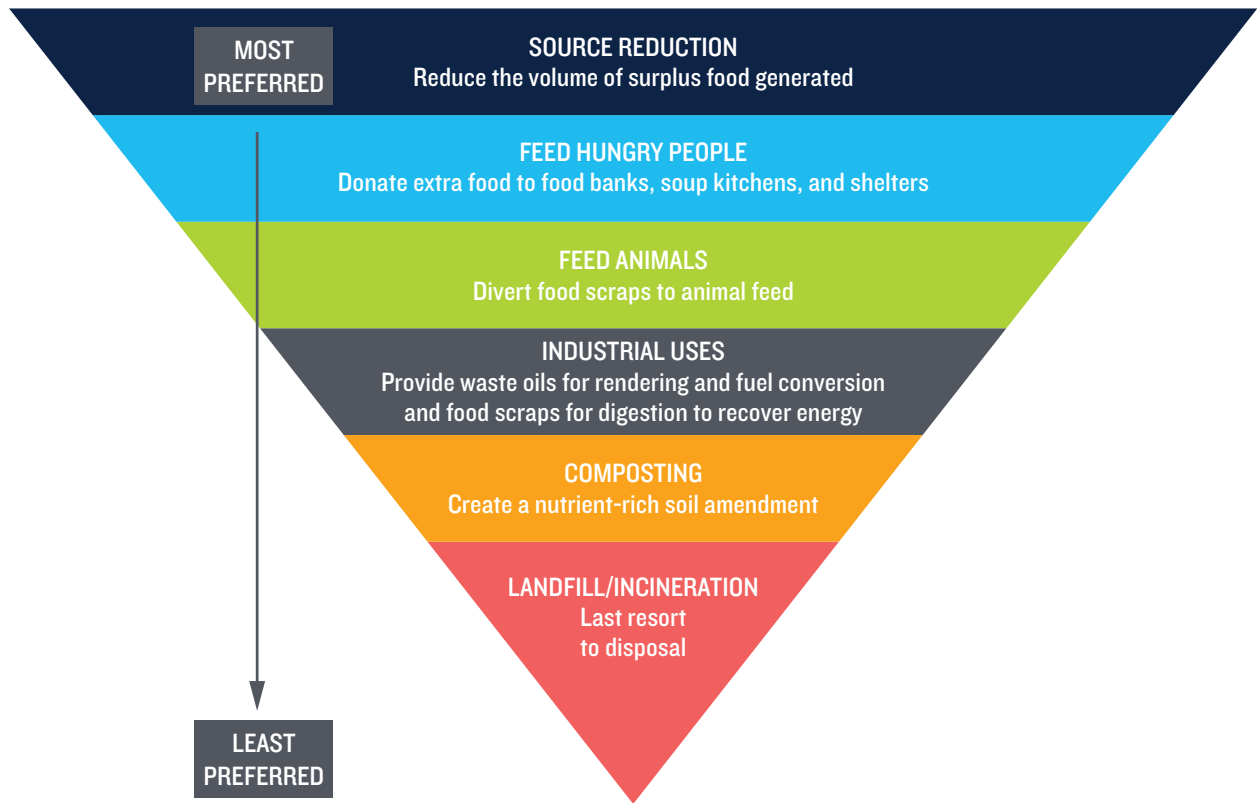 MOST
PREFERRED
SOURCE REDUCTION
Reduce the volume of surplus food generated
FEED HUNGRY PEOPLE
Donate extra food to food banks, soup kitchens, and shelters
FEED ANIMALS
Divert food scraps to animal feed
INDUSTRIAL USES
Provide waste oils for rendering and fuel conversion
and food scraps for digestion to recover energy
COMPOSTING
Create a nutrient-rich soil amendment
LANDFILL/INCINERATION
Last resort
to disposal
LEAST
PREFERRED